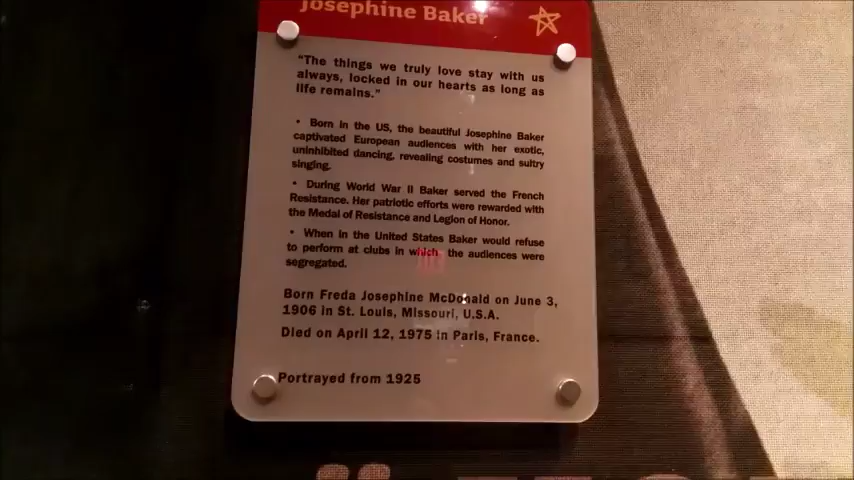 Josephine Baker
"The things we truly love stay with us
always, locked in our hearts as long as
life remains."
• Born in the US, the beautiful Josephine Baker
captivated European audiences with her exotic,
uninhibited dancing, revealing costumes and sultry
singing.
• During World War II Baker served the French
Resistance. Her patriotic efforts were rewarded with
the Medal of Resistance and Legion of Honor.
• When in the United States Baker would refuse
to perform at clubs in which the audiences were
segregated.
Born Freda Josephine McDonald on June 3,
1906 in St. Louis, Missouri, U.S.A.
Died on April 12, 1975 in Paris, France.
Portrayed from 1925